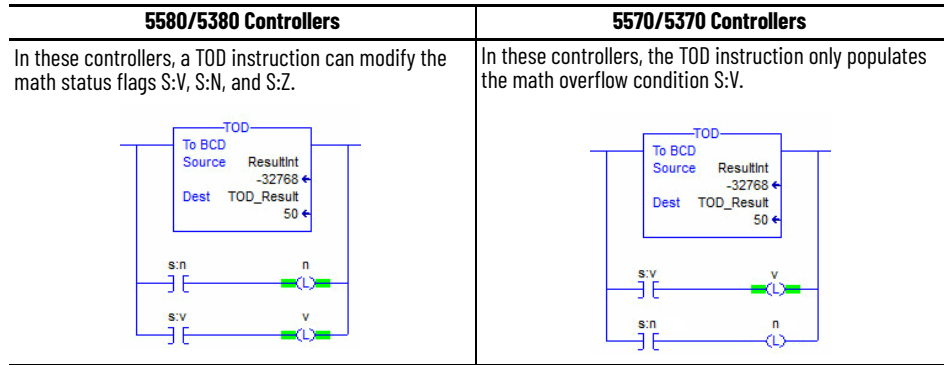 5580/5380 Controllers
In these controllers, a TOD instruction can modify the
math status flags S:V, S:N, and S:Z.
TOD
To BCD
Source ResultInt
-32768
Dest TOD_Result
50
s:n n
L
s:v v
L
5570/5370 Controllers
In these controllers, the TOD instruction only populates
the math overflow condition S:V.
TOD
To BCD
Source ResultInt
-32768
Dest TOD_Result
50
s:v v
L
s:n n
L